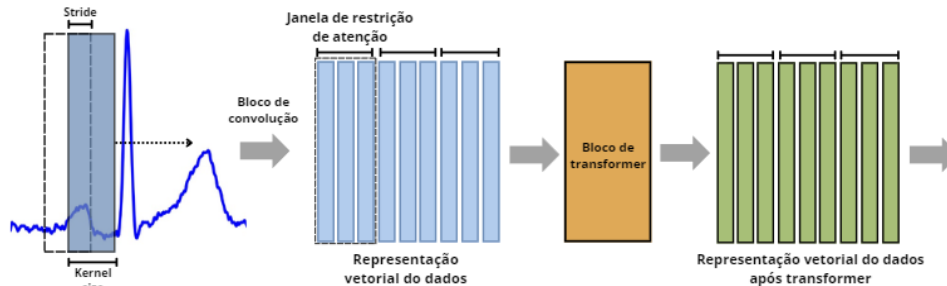 Stride
Janela de restrição
de atenção
Bloco de
convolução
Bloco de
transformer
Representação
vetorial do dados
Representação vetorial do dados
após transformer
Kernel